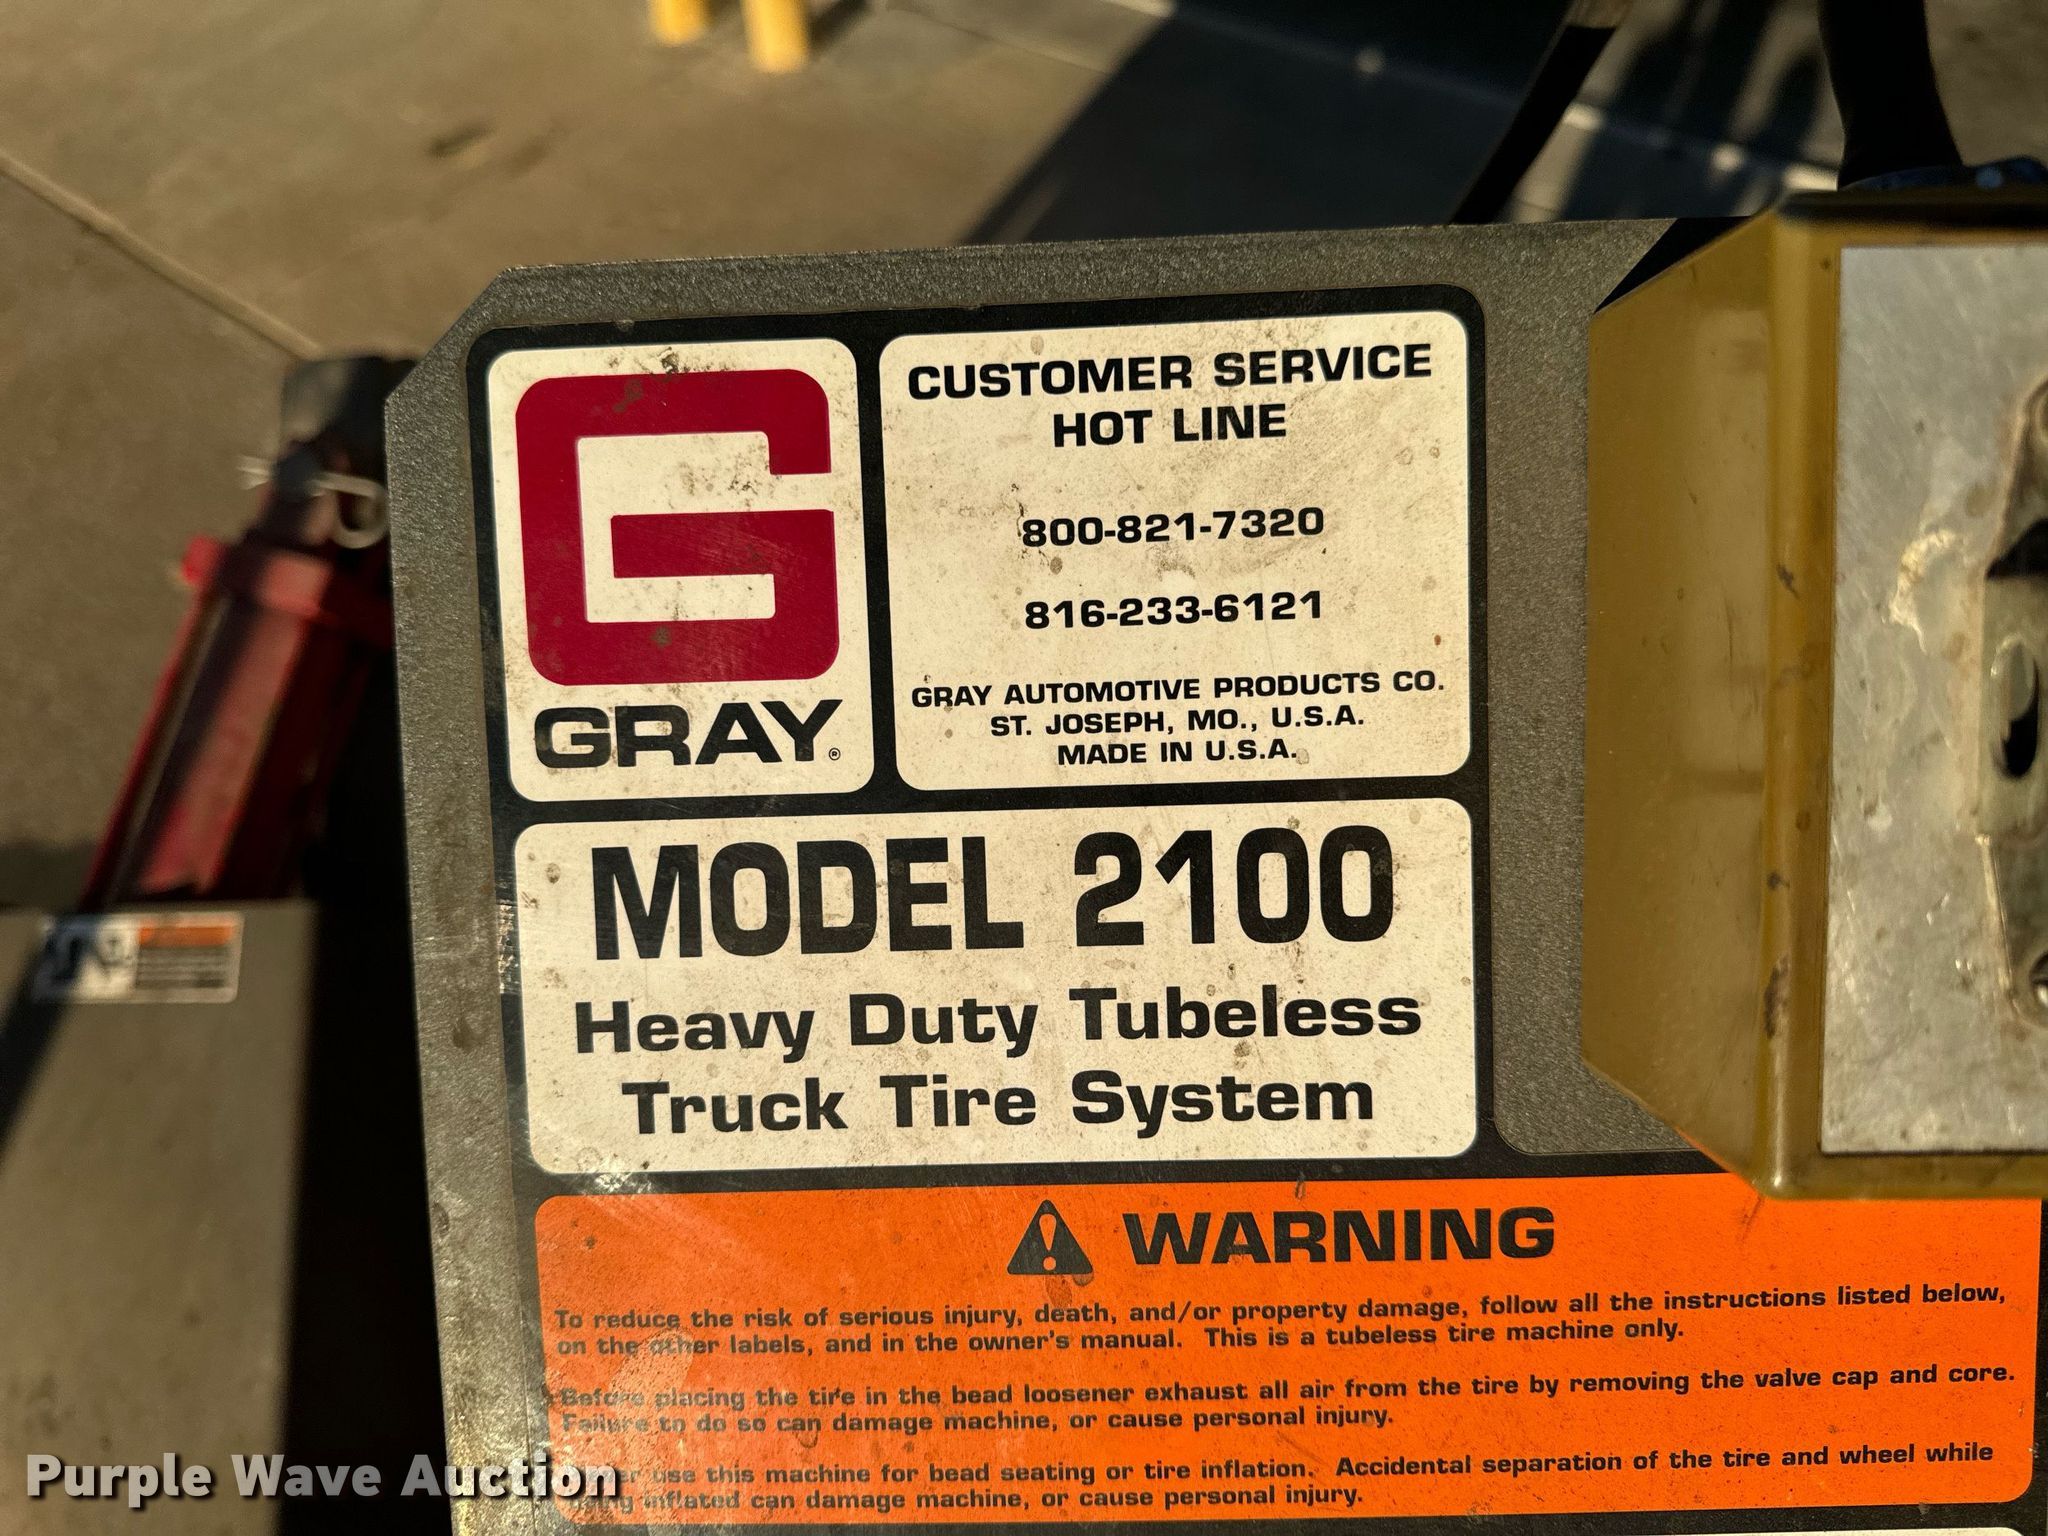 GRAY®
CUSTOMER SERVICE
HOT LINE
800-821-7320
816-233-6121
GRAY AUTOMOTIVE PRODUCTS CO.
ST. JOSEPH, MO., U.S.A.
MADE IN U.S.A.
MODEL 2100
Heavy Duty Tubeless
Truck Tire System
WARNING
To reduce the risk of serious injury, death, and/or property damage, follow all the instructions listed below,
on the other labels, and in the owner's manual. This is a tubeless tire machine only.
Before placing the tire in the bead loosener exhaust all air from the tire by removing the valve cap and core.
Failure to do so can damage machine, or cause personal injury.
use this machine for bead seating or tire inflation. Accidental separation of the tire and wheel while
being inflated can damage machine, or cause personal injury.
Purple Wave Auction